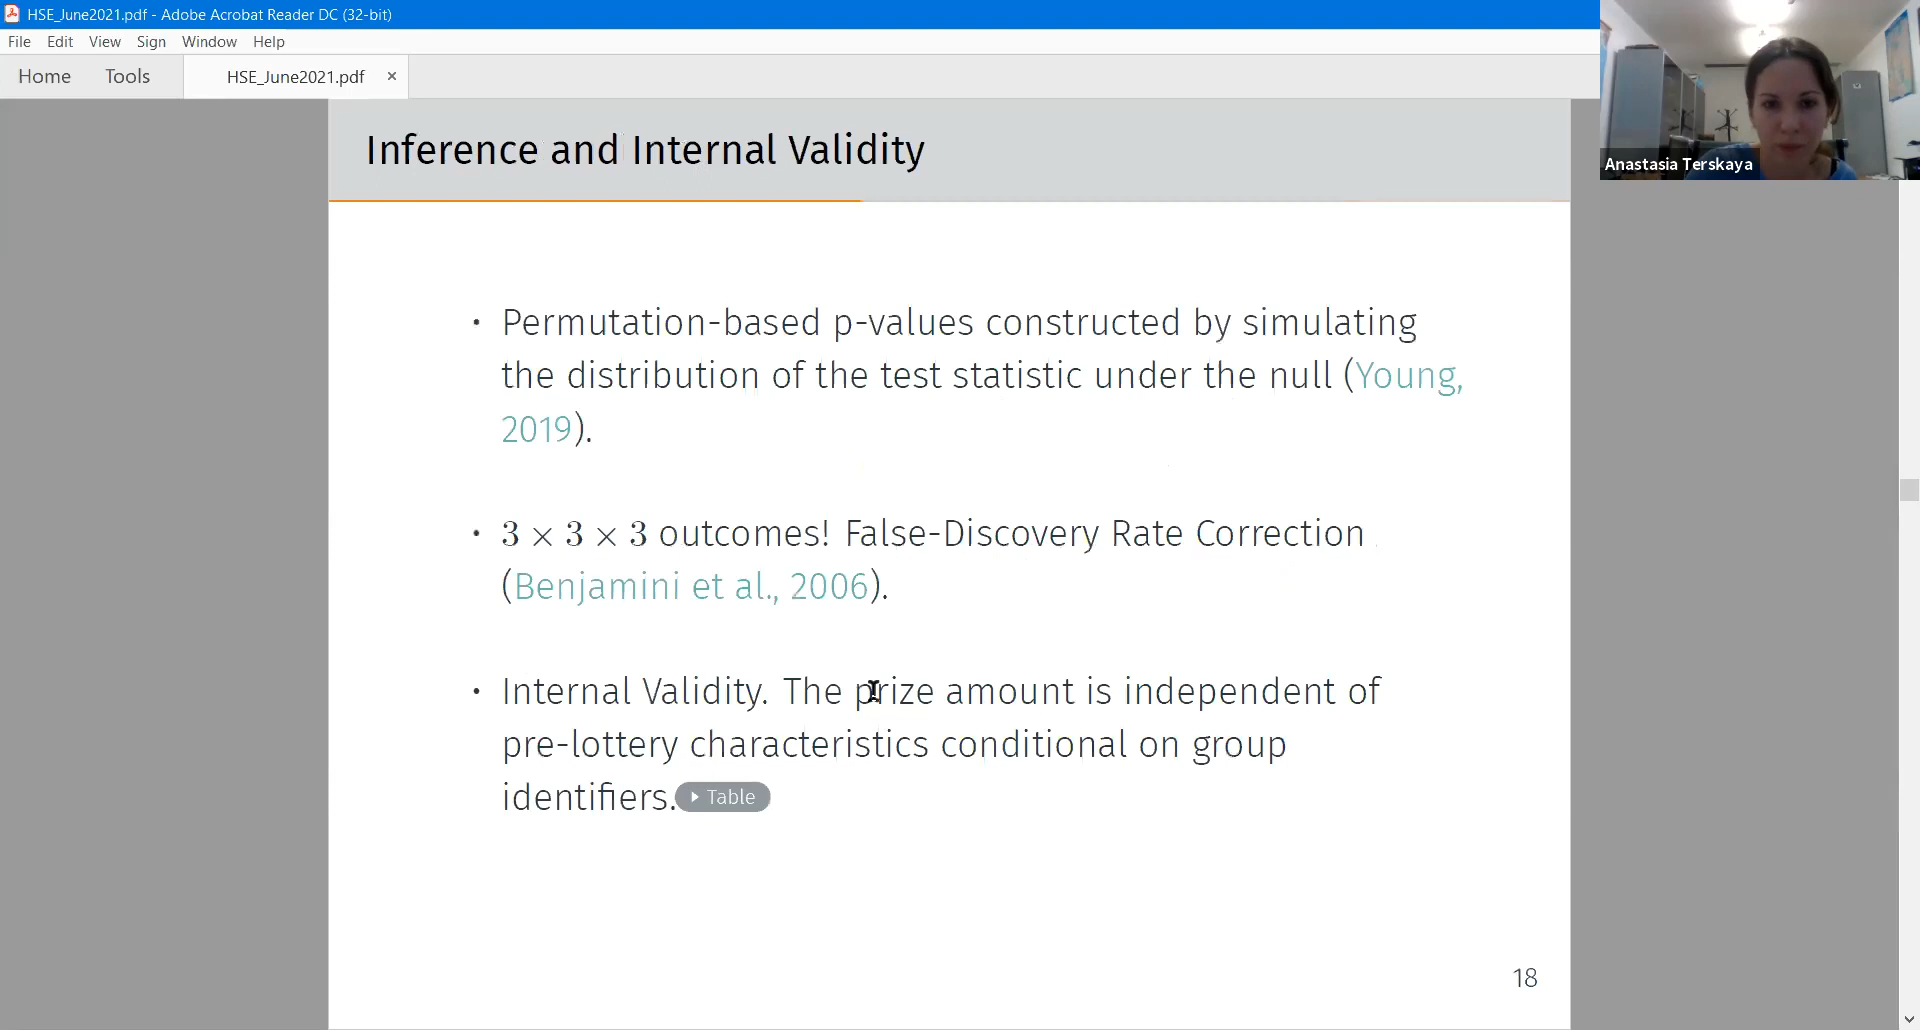 HSE_June2021.pdf - Adobe Acrobat Reader DC (32-bit)
File Edit View Sign Window Help
Home Tools HSE_June2021.pdf ×
Anastasia Terskaya
Inference and Internal Validity
• Permutation-based p-values constructed by simulating
the distribution of the test statistic under the null (Young,
2019).
• 3 × 3 × 3 outcomes! False-Discovery Rate Correction
(Benjamini et al., 2006).
• Internal Validity. The prize amount is independent of
pre-lottery characteristics conditional on group
identifiers. Table
18